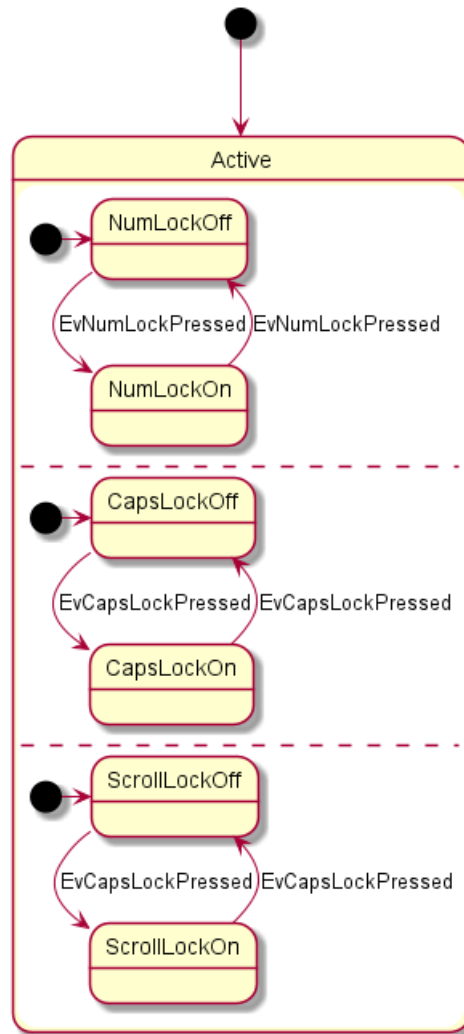 Active
NumLockOff
EvNumLockPressed EvNumLockPressed
NumLockOn
CapsLockOff
EvCapsLockPressed EvCapsLockPressed
CapsLockOn
ScrollLockOff
EvCapsLockPressed EvCapsLockPressed
ScrollLockOn